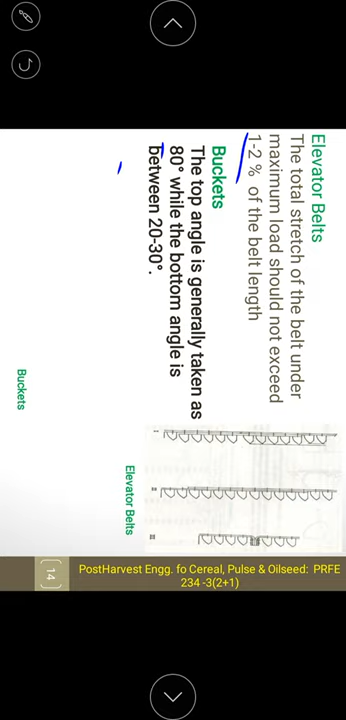 Elevator Belts
The total stretch of the belt under
maximum load should not exceed
1-2 % of the belt length
Buckets
The top angle is generally taken as
80° while the bottom angle is
between 20-30°.
I
II
III
Elevator Belts
Buckets
PostHarvest Engg. fo Cereal, Pulse & Oilseed: PRFE
234 -3(2+1)
14